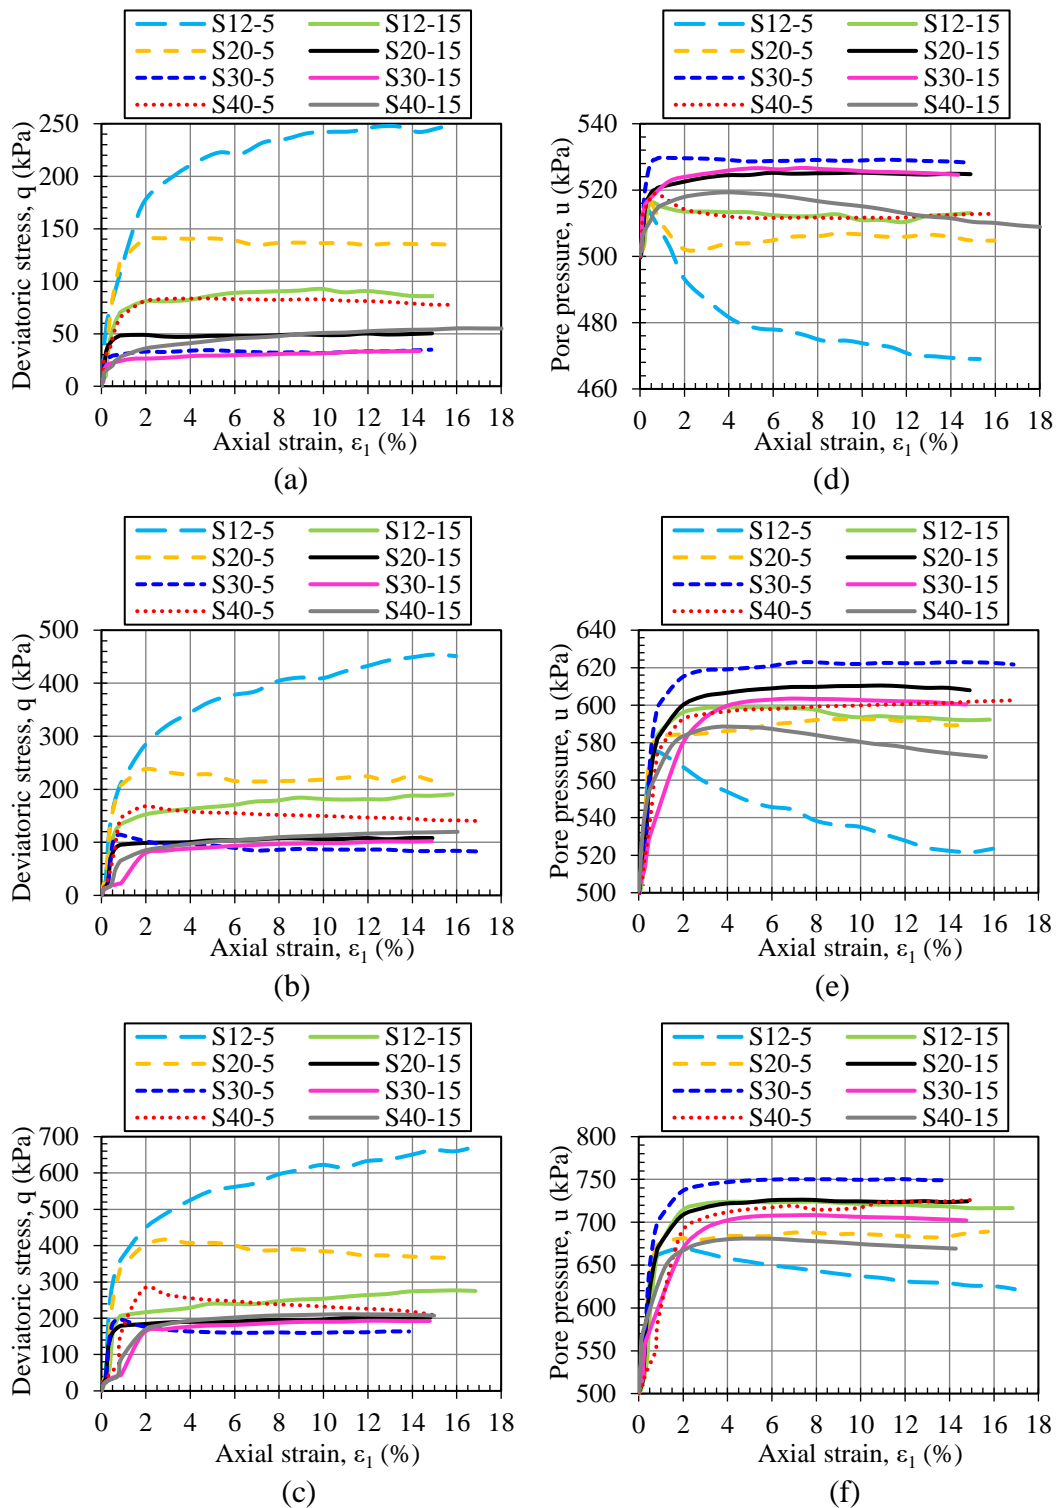 S12-5 S12-15
S20-5 S20-15
S30-5 S30-15
S40-5 S40-15
Deviatoric stress, q (kPa)
250
200
150
100
50
0
0 2 4 6 8 10 12 14 16 18
Axial strain, ε1 (%)
(a)
S12-5 S12-15
S20-5 S20-15
S30-5 S30-15
S40-5 S40-15
Pore pressure, u (kPa)
540
520
500
480
460
0 2 4 6 8 10 12 14 16 18
Axial strain, ε1 (%)
(d)
S12-5 S12-15
S20-5 S20-15
S30-5 S30-15
S40-5 S40-15
Deviatoric stress, q (kPa)
500
400
300
200
100
0
0 2 4 6 8 10 12 14 16 18
Axial strain, ε1 (%)
(b)
S12-5 S12-15
S20-5 S20-15
S30-5 S30-15
S40-5 S40-15
Pore pressure, u (kPa)
640
620
600
580
560
540
520
500
0 2 4 6 8 10 12 14 16 18
Axial strain, ε1 (%)
(e)
S12-5 S12-15
S20-5 S20-15
S30-5 S30-15
S40-5 S40-15
Deviatoric stress, q (kPa)
700
600
500
400
300
200
100
0
0 2 4 6 8 10 12 14 16 18
Axial strain, ε1 (%)
(c)
S12-5 S12-15
S20-5 S20-15
S30-5 S30-15
S40-5 S40-15
Pore pressure, u (kPa)
800
750
700
650
600
550
500
0 2 4 6 8 10 12 14 16 18
Axial strain, ε1 (%)
(f)